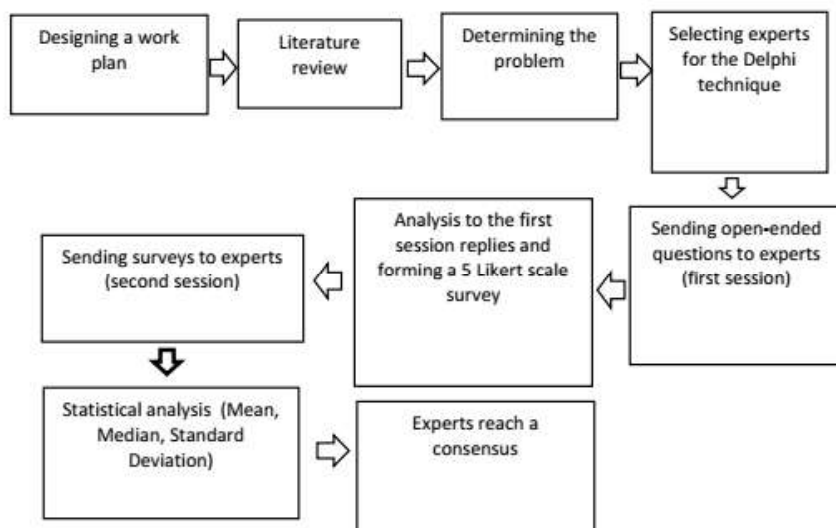 Designing a work
plan
Literature
review
Determining the
problem
Selecting experts
for the Delphi
technique
Sending open-ended
questions to experts
(first session)
Analysis to the first
session replies and
forming a 5 Likert scale
survey
Sending surveys to experts
(second session)
Statistical analysis (Mean,
Median, Standard
Deviation)
Experts reach a
consensus